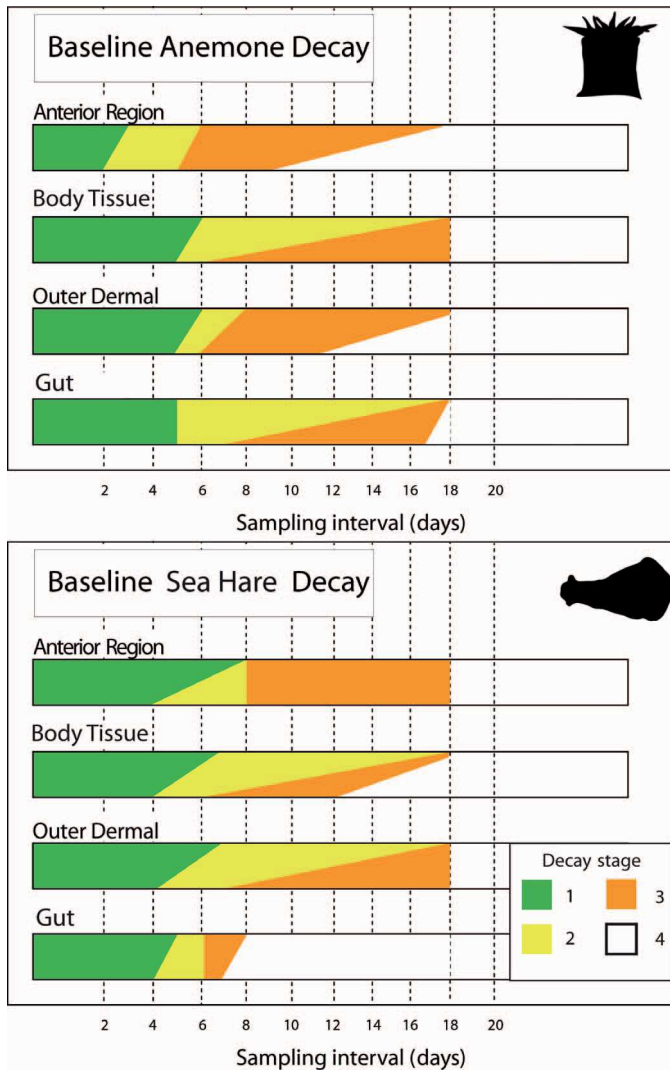 Baseline Anemone Decay
Anterior Region
Body Tissue
Outer Dermal
Gut
2 4 6 8 10 12 14 16 18 20
Sampling interval (days)
Baseline Sea Hare Decay
Anterior Region
Body Tissue
Outer Dermal
Gut
Decay stage
1 3
2 4
2 4 6 8 10 12 14 16 18 20
Sampling interval (days)